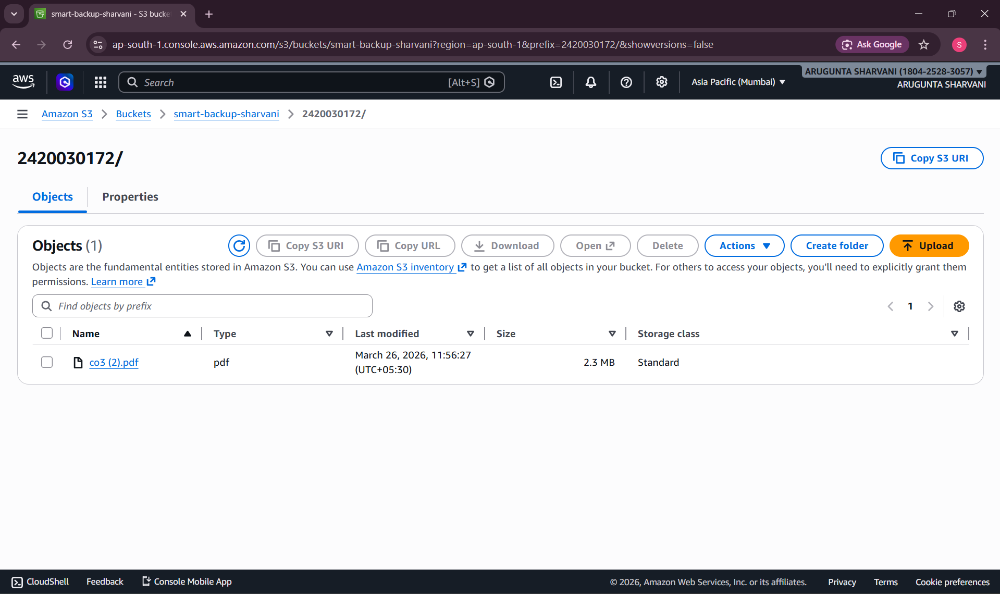 smart-backup-sharvani - S3 bucke
ap-south-1.console.aws.amazon.com/s3/buckets/smart-backup-sharvani?region=ap-south-1&prefix=2420030172/&showversions=false
Ask Google
S
aws
Search
[Alt+S]
Asia Pacific (Mumbai)
ARUGUNTA SHARVANI (1804-2528-3057)
ARUGUNTA SHARVANI
Amazon S3
Buckets
smart-backup-sharvani
2420030172/
2420030172/
Copy S3 URI
Objects
Properties
Objects (1)
Copy S3 URI
Copy URL
Download
Open
Delete
Actions
Create folder
Upload
Objects are the fundamental entities stored in Amazon S3. You can use Amazon S3 inventory to get a list of all objects in your bucket. For others to access your objects, you'll need to explicitly grant them
permissions. Learn more
Find objects by prefix
1
Name
Type
Last modified
Size
Storage class
co3 (2).pdf
pdf
March 26, 2026, 11:56:27
(UTC+05:30)
2.3 MB
Standard
CloudShell
Feedback
Console Mobile App
© 2026, Amazon Web Services, Inc. or its affiliates.
Privacy
Terms
Cookie preferences